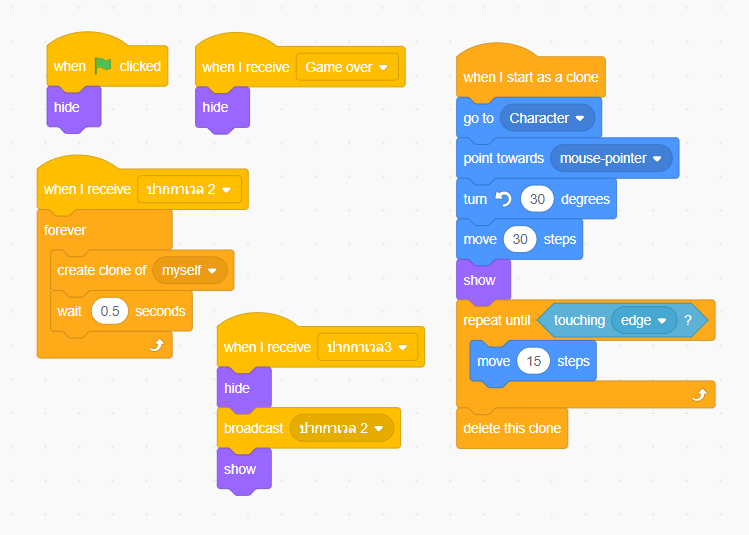 when clicked
hide
when I receive Game over
hide
when I receive ปากกาเวล 2
forever
create clone of myself
wait 0.5 seconds
when I receive ปากกาเวล3
hide
broadcast ปากกาเวล 2
show
when I start as a clone
go to Character
point towards mouse-pointer
turn 30 degrees
move 30 steps
show
repeat until touching edge ?
move 15 steps
delete this clone